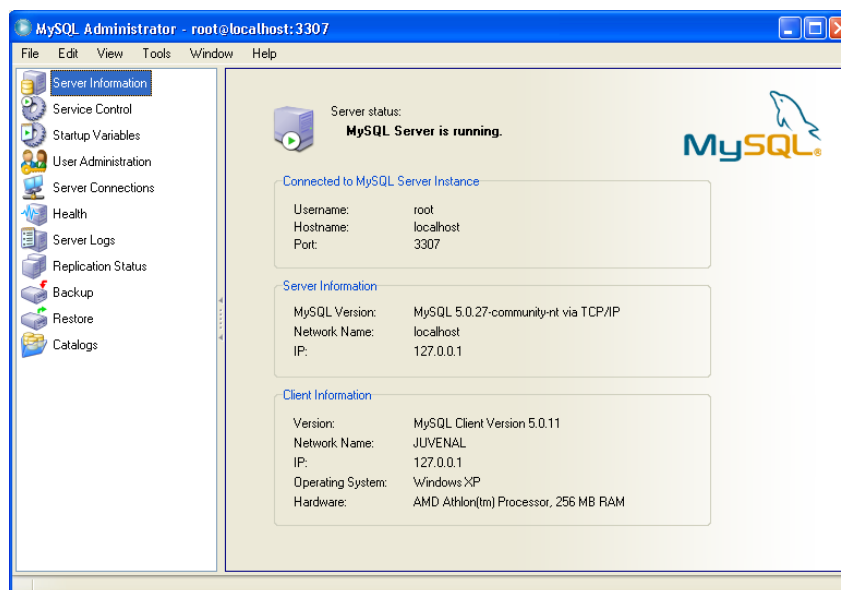 MySQL Administrator - root@localhost:3307
File Edit View Tools Window Help
Server Information
Service Control
Startup Variables
User Administration
Server Connections
Health
Server Logs
Replication Status
Backup
Restore
Catalogs
Server status:
MySQL Server is running.
MySQL®
Connected to MySQL Server Instance
Username: root
Hostname: localhost
Port: 3307
Server Information
MySQL Version: MySQL 5.0.27-community-nt via TCP/IP
Network Name: localhost
IP: 127.0.0.1
Client Information
Version: MySQL Client Version 5.0.11
Network Name: JUVENAL
IP: 127.0.0.1
Operating System: Windows XP
Hardware: AMD Athlon(tm) Processor, 256 MB RAM